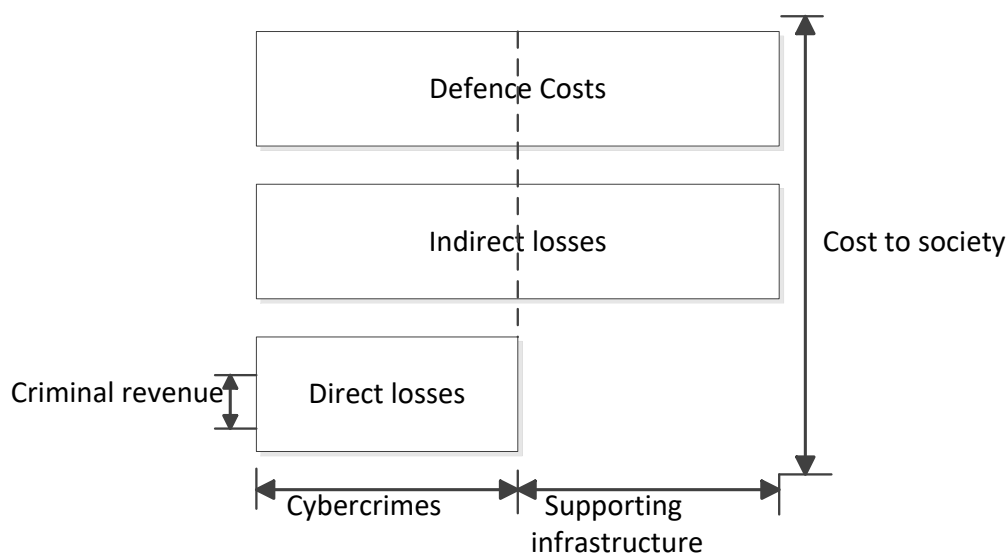 Defence Costs
Indirect losses
Cost to society
Criminal revenue
Direct losses
Cybercrimes
Supporting
infrastructure